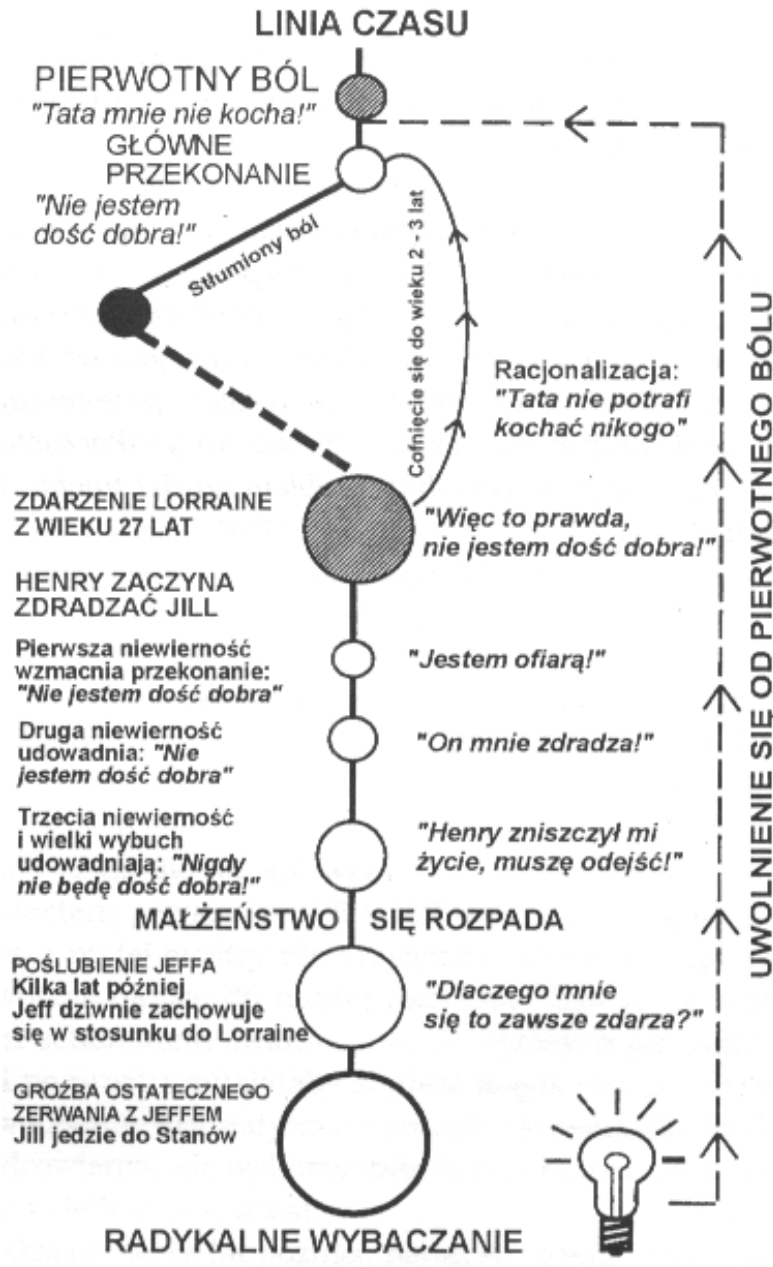 LINIA CZASU
PIERWOTNY BÓL
"Tata mnie nie kocha!"
GŁÓWNE
PRZEKONANIE
"Nie jestem
dość dobra!"
Stłumiony ból
Cofnięcie się do wieku 2 - 3 lat
Racjonalizacja:
"Tata nie potrafi
kochać nikogo"
ZDARZENIE LORRAINE
Z WIEKU 27 LAT
"Więc to prawda,
nie jestem dość dobra!"
HENRY ZACZYNA
ZDRADZAĆ JILL
Pierwsza niewierność
wzmacnia przekonanie:
"Nie jestem dość dobra"
"Jestem ofiarą!"
Druga niewierność
udowadnia: "Nie
jestem dość dobra"
"On mnie zdradza!"
Trzecia niewierność
i wielki wybuch
udowadniają: "Nigdy
nie będę dość dobra!"
"Henry zniszczył mi
życie, muszę odejść!"
MAŁŻEŃSTWO SIĘ ROZPADA
POŚLUBIENIE JEFFA
Kilka lat później
Jeff dziwnie zachowuje
się w stosunku do Lorraine
"Dlaczego mnie
się to zawsze zdarza?"
GROŹBA OSTATECZNEGO
ZERWANIA Z JEFFEM
Jill jedzie do Stanów
RADYKALNE WYBACZANIE
UWOLNIENIE SIĘ OD PIERWOTNEGO BÓLU